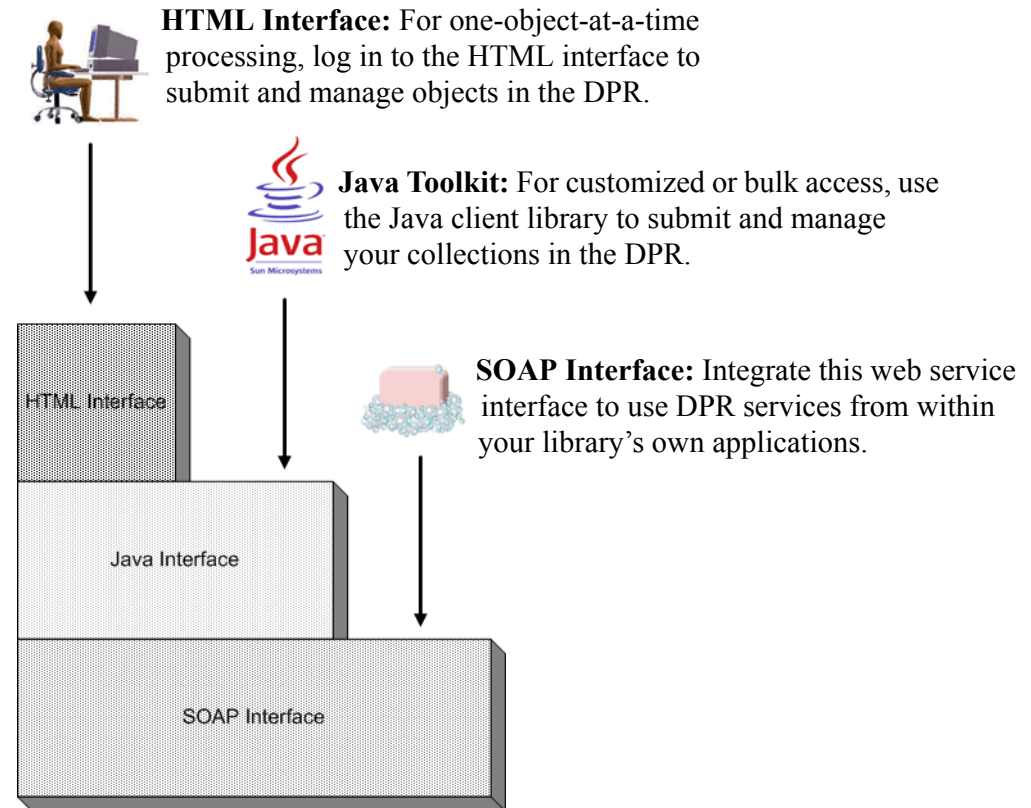 HTML Interface: For one-object-at-a-time
processing, log in to the HTML interface to
submit and manage objects in the DPR.
Java Toolkit: For customized or bulk access, use
the Java client library to submit and manage
your collections in the DPR.
Java
Sun Microsystems
SOAP Interface: Integrate this web service
interface to use DPR services from within
your library’s own applications.
HTML Interface
Java Interface
SOAP Interface